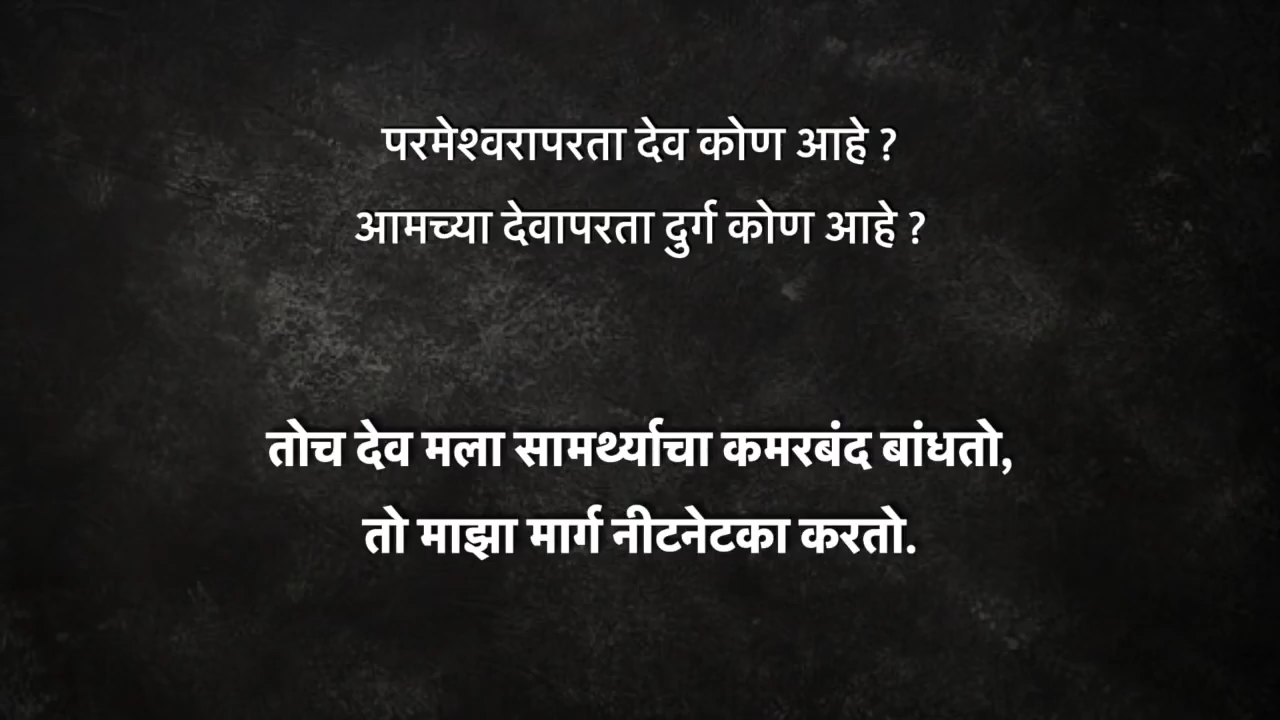 परमेश्वरापरता देव कोण आहे ?
आमच्या देवापरता दुर्ग कोण आहे ?
तोच देव मला सामर्थ्याचा कमरबंद बांधतो,
तो माझा मार्ग नीटनेटका करतो.